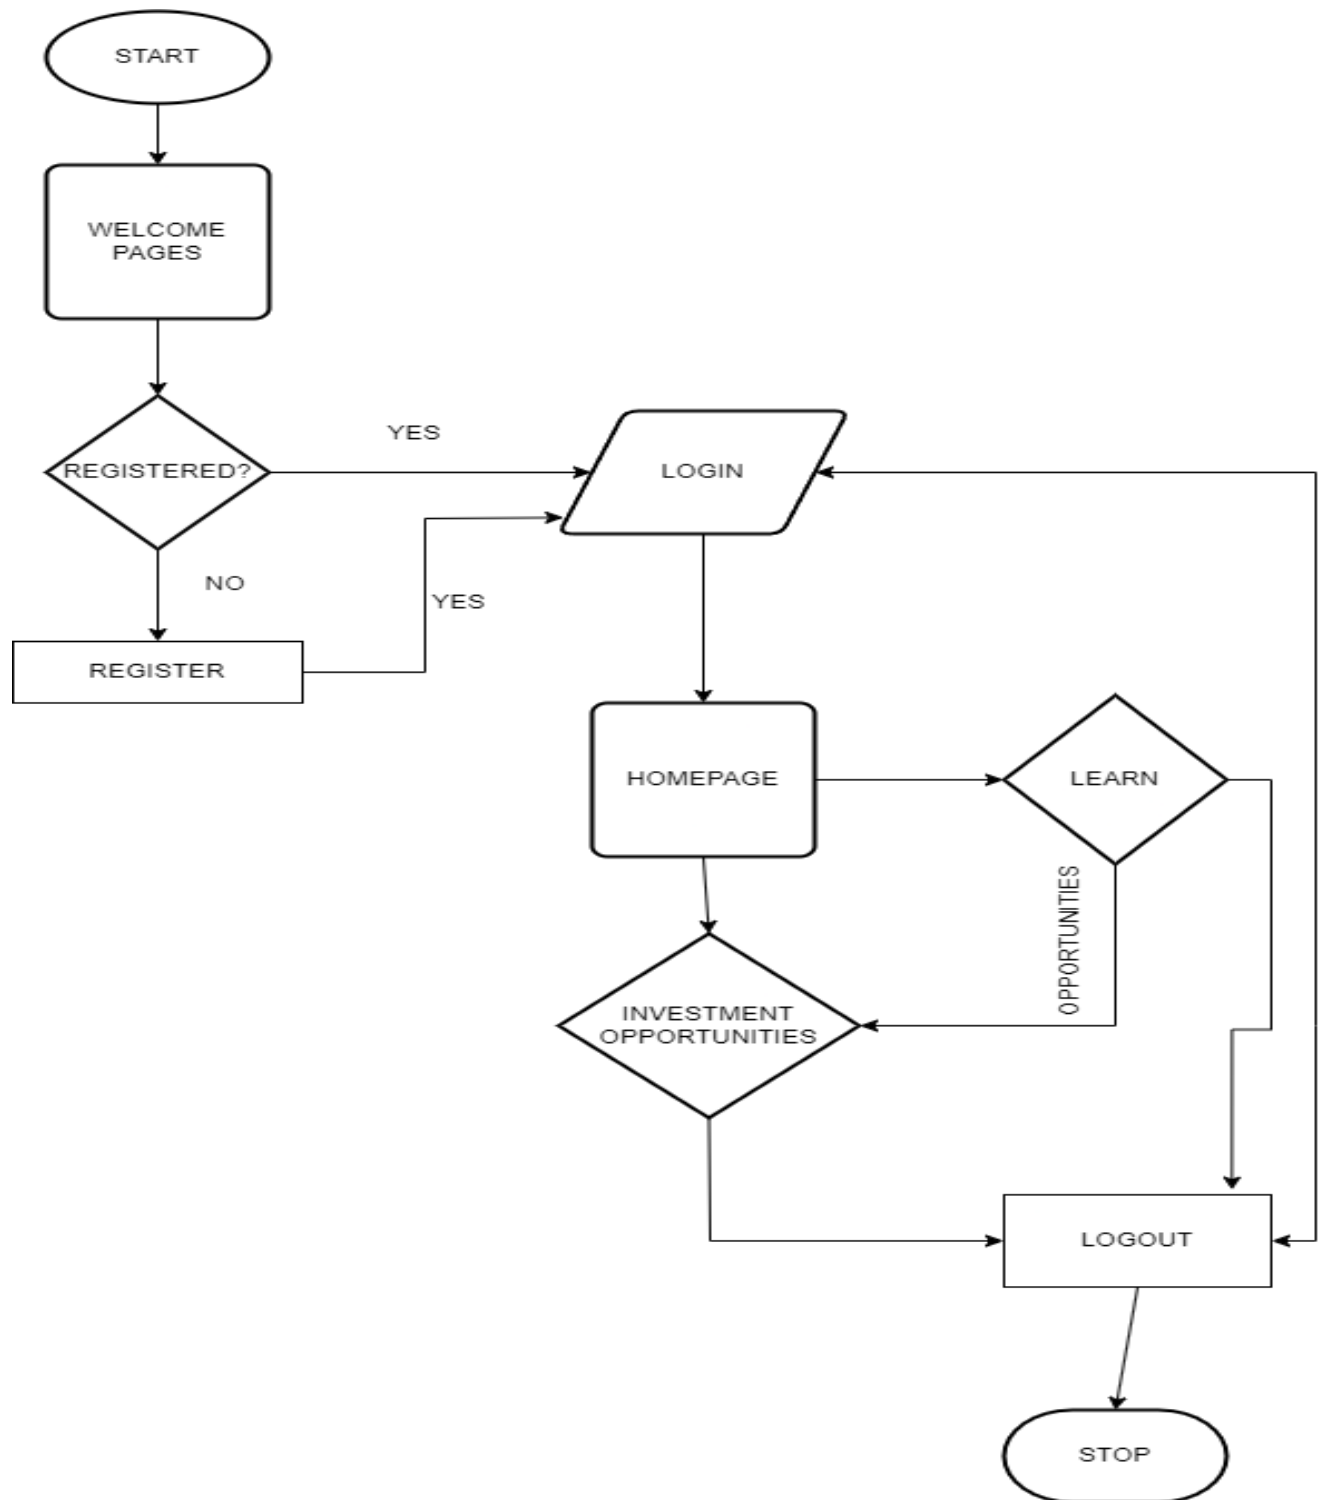 START
WELCOME
PAGES
REGISTERED?
YES
LOGIN
NO
YES
REGISTER
HOMEPAGE
LEARN
OPPORTUNITIES
INVESTMENT
OPPORTUNITIES
LOGOUT
STOP